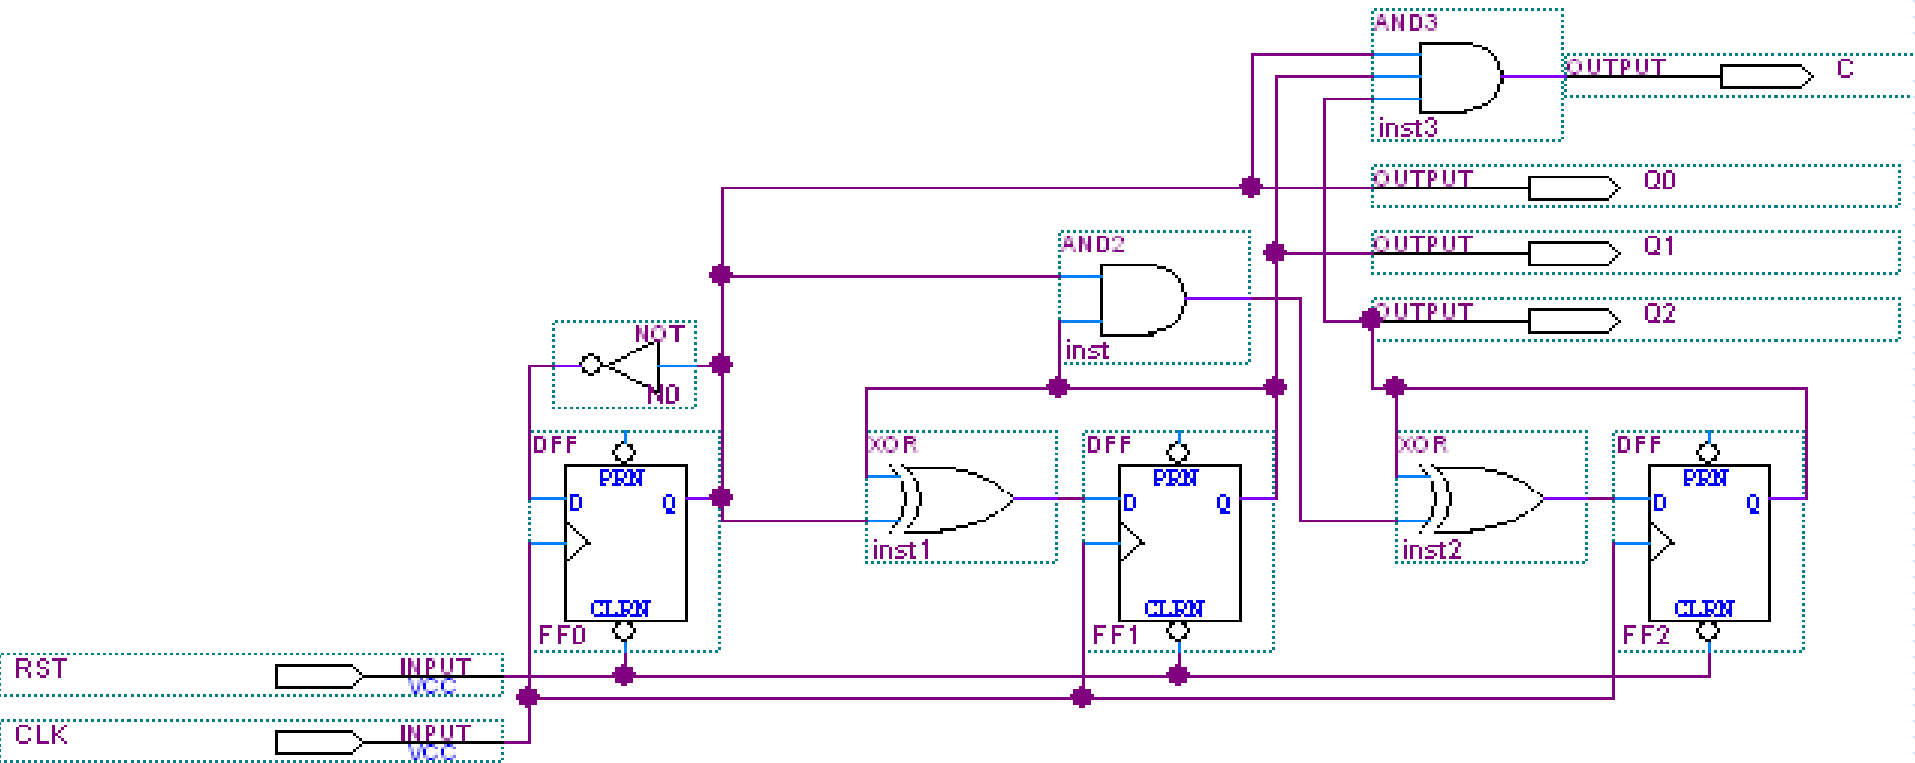 AND3
OUTPUT C
inst3
OUTPUT Q0
OUTPUT Q1
OUTPUT Q2
AND2
inst
NOT
N0
DFF
PRN
D Q
CLRN
FF0
XOR
inst1
DFF
PRN
D Q
CLRN
FF1
XOR
inst2
DFF
PRN
D Q
CLRN
FF2
RST INPUT
VCC
CLK INPUT
VCC